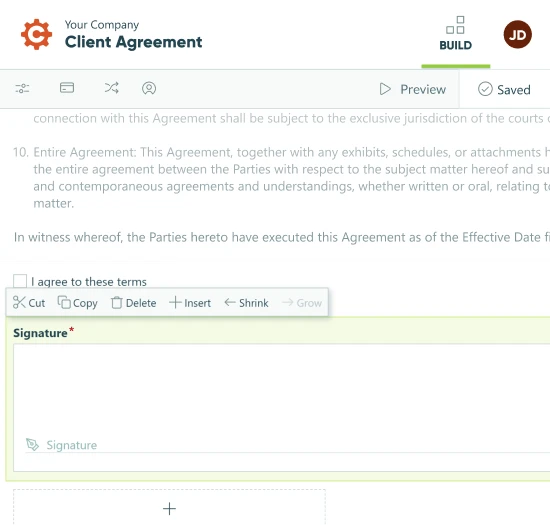 Your Company
Client Agreement
BUILD
JD
Preview
Saved
connection with this Agreement shall be subject to the exclusive jurisdiction of the courts
10. Entire Agreement: This Agreement, together with any exhibits, schedules, or attachments
the entire agreement between the Parties with respect to the subject matter hereof and
and contemporaneous agreements and understandings, whether written or oral, relating
matter.
In witness whereof, the Parties hereto have executed this Agreement as of the Effective Date
I agree to these terms
Cut Copy Delete Insert Shrink Grow
Signature*
Signature